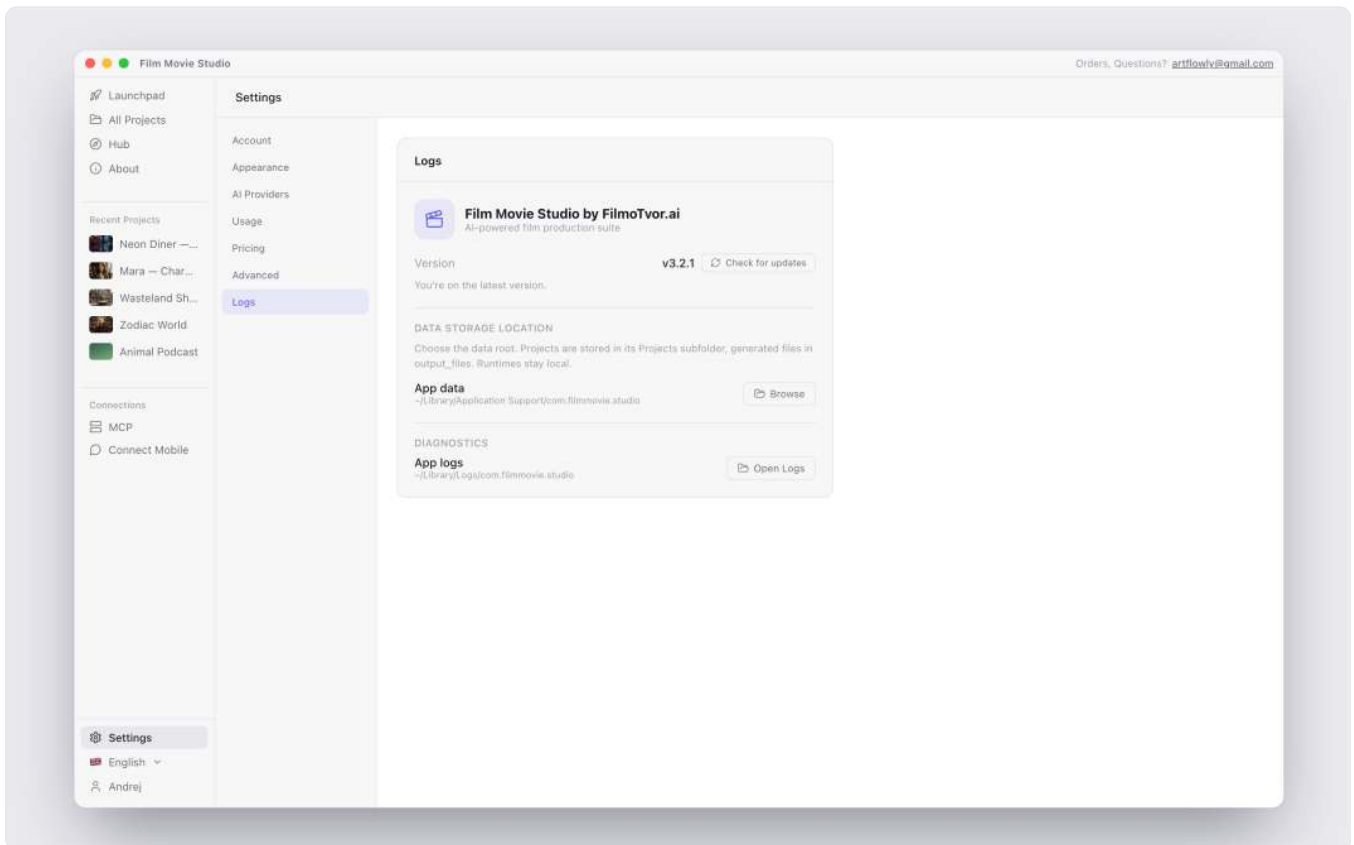 Film Movie Studio
Orders, Questions? artflowly@gmail.com
Launchpad
All Projects
Hub
About
Recent Projects
Neon Diner —...
Mara — Char...
Wasteland Sh...
Zodiac World
Animal Podcast
Connections
MCP
Connect Mobile
Settings
English
Andrej
Settings
Account
Appearance
AI Providers
Usage
Pricing
Advanced
Logs
Logs
Film Movie Studio by FilmoTvor.ai
AI-powered film production suite
Version v3.2.1 Check for updates
You're on the latest version.
DATA STORAGE LOCATION
Choose the data root. Projects are stored in its Projects subfolder, generated files in
output_files. Runtimes stay local.
App data
~/Library/Application Support/com.filmmovie.studio
Browse
DIAGNOSTICS
App logs
~/Library/Logs/com.filmmovie.studio
Open Logs